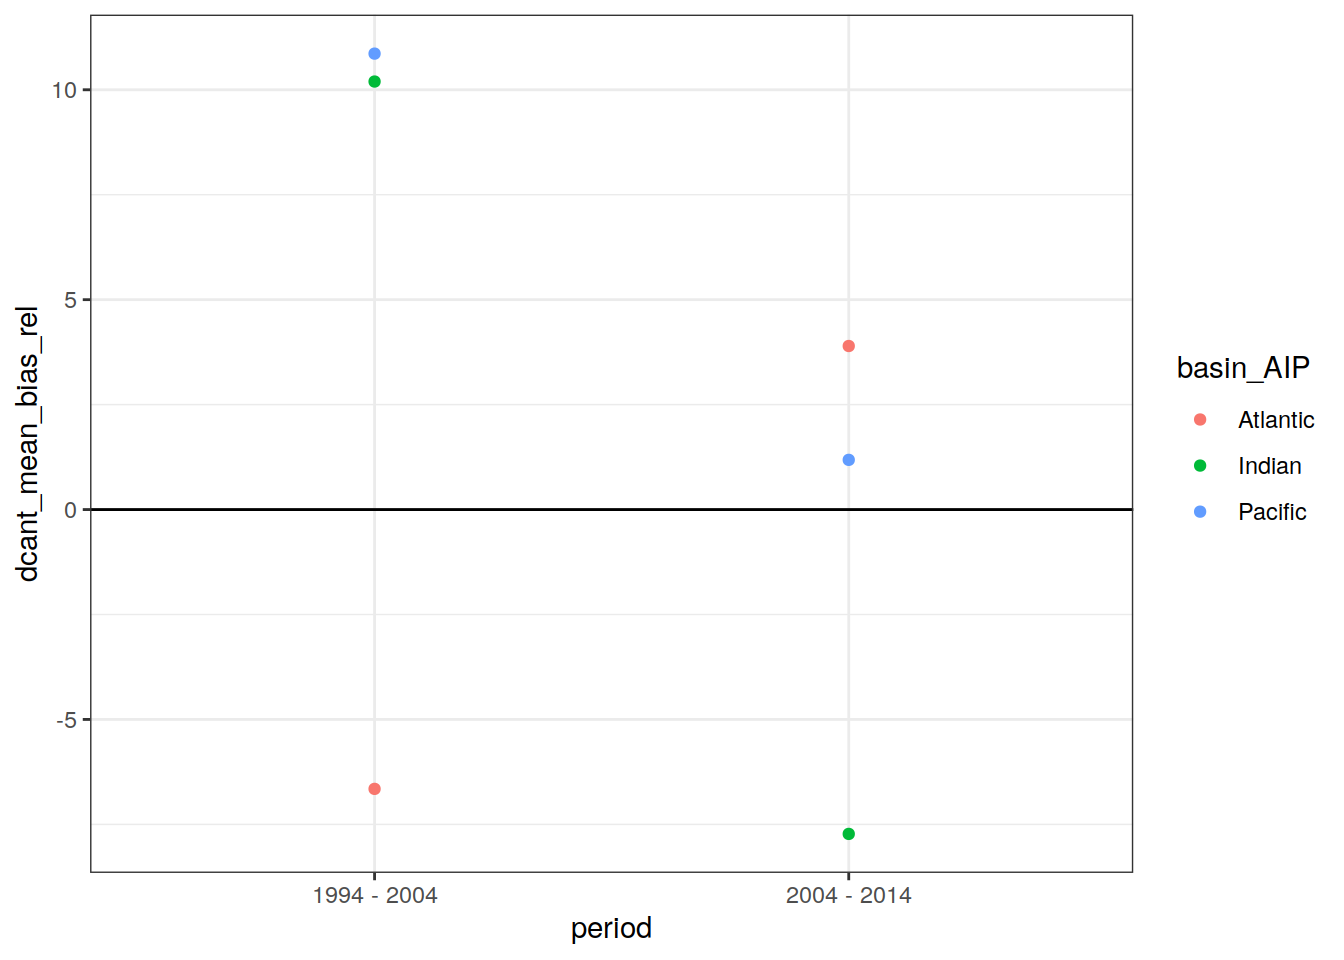 10
5
0
-5
dcant_mean_bias_rel
1994 - 2004
2004 - 2014
period
basin_AIP
Atlantic
Indian
Pacific